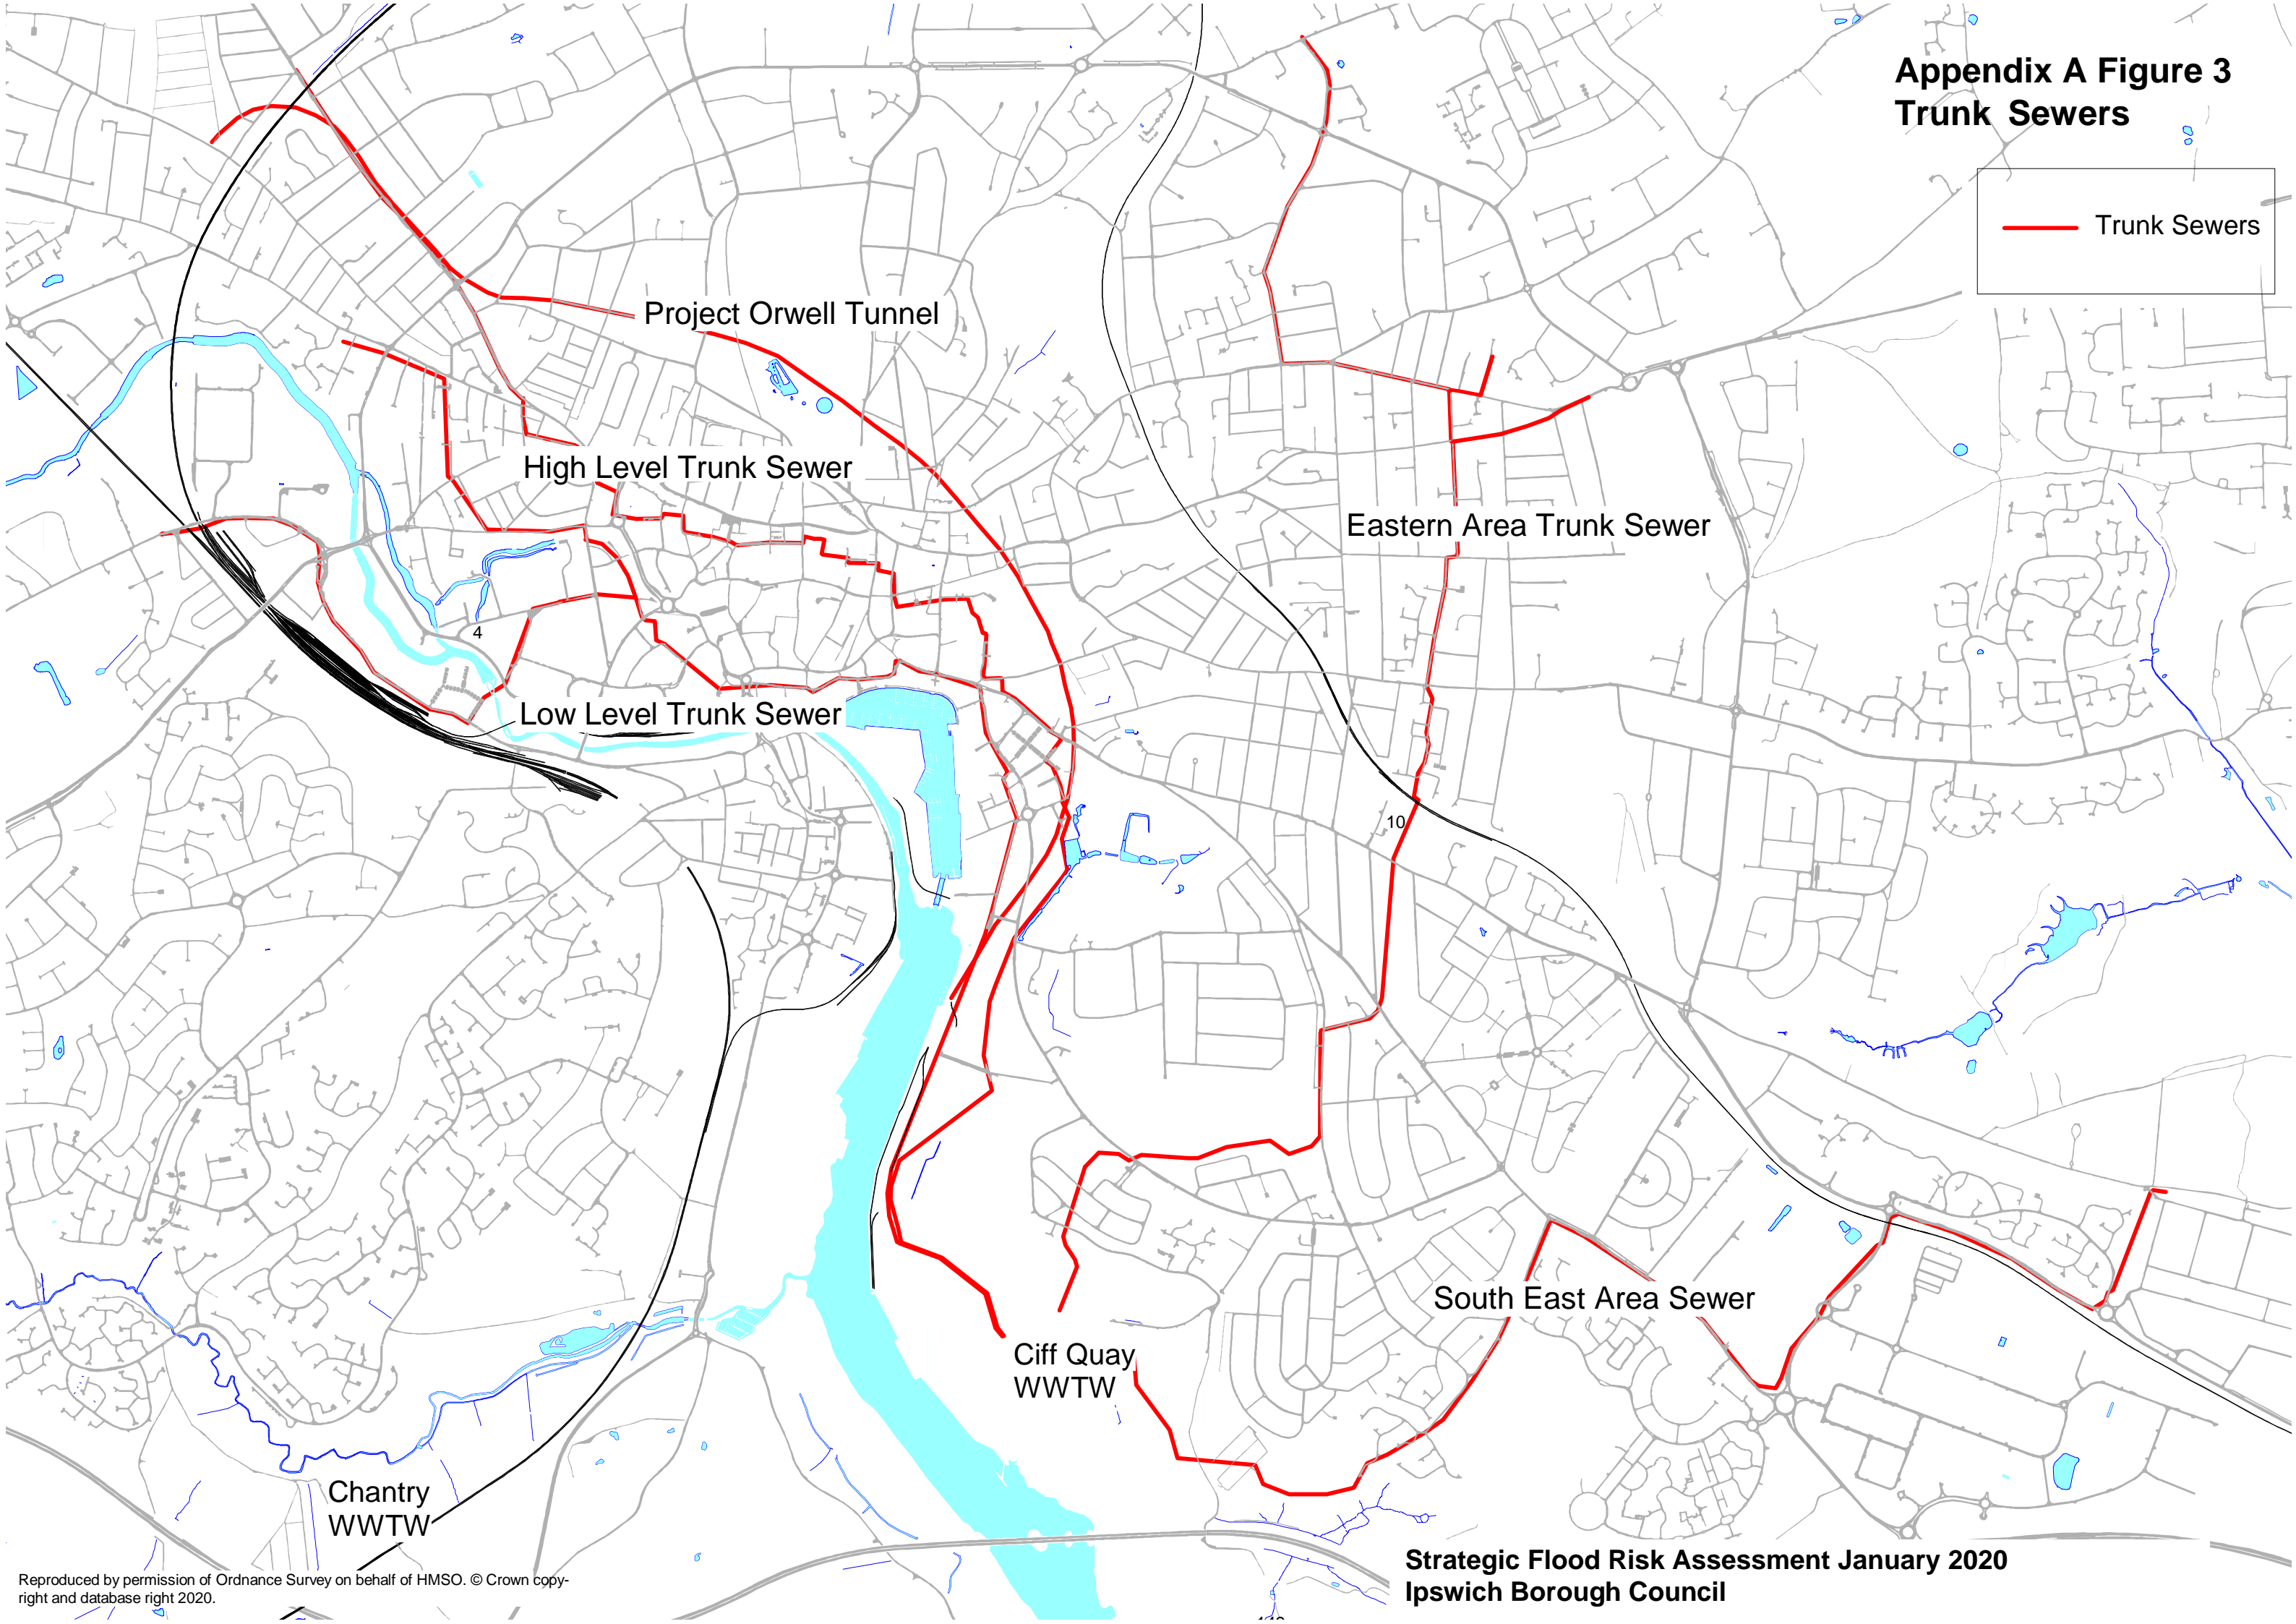 Appendix A Figure 3
Trunk Sewers
Trunk Sewers
Project Orwell Tunnel
High Level Trunk Sewer
Eastern Area Trunk Sewer
4
Low Level Trunk Sewer
10
South East Area Sewer
Ciff Quay
WWTW
Chantry
WWTW
Strategic Flood Risk Assessment January 2020
Ipswich Borough Council
Reproduced by permission of Ordnance Survey on behalf of HMSO. © Crown copy-
right and database right 2020.